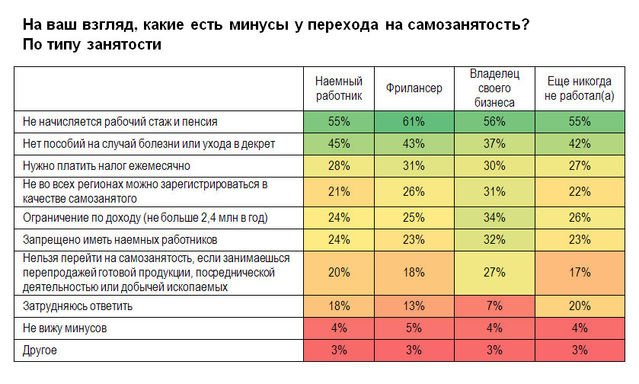 На ваш взгляд, какие есть минусы у перехода на самозанятость?
По типу занятости
Наемный работник Фрилансер Владелец своего бизнеса Еще никогда не работал(а)
Не начисляется рабочий стаж и пенсия 55% 61% 56% 55%
Нет пособий на случай болезни или ухода в декрет 45% 43% 37% 42%
Нужно платить налог ежемесячно 28% 31% 30% 27%
Не во всех регионах можно зарегистрироваться в
качестве самозанятого 21% 26% 31% 22%
Ограничение по доходу (не больше 2,4 млн в год) 24% 25% 34% 26%
Запрещено иметь наемных работников 24% 23% 32% 23%
Нельзя перейти на самозанятость, если занимаешься
перепродажей готовой продукции, посреднической 20% 18% 27% 17%
деятельностью или добычей ископаемых
Затрудняюсь ответить 18% 13% 7% 20%
Не вижу минусов 4% 5% 4% 4%
Другое 3% 3% 3% 3%